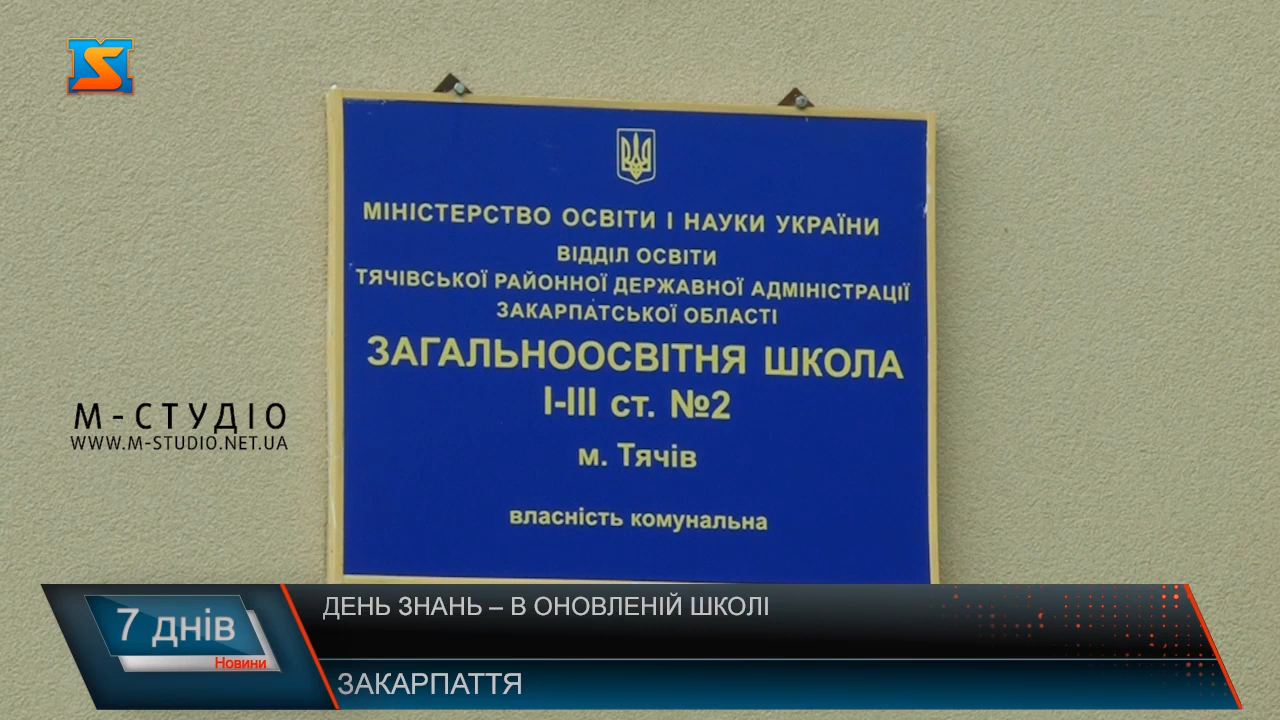 МІНІСТЕРСТВО ОСВІТИ І НАУКИ УКРАЇНИ
ВІДДІЛ ОСВІТИ
ТЯЧІВСЬКОЇ РАЙОННОЇ ДЕРЖАВНОЇ АДМІНІСТРАЦІЇ
ЗАКАРПАТСЬКОЇ ОБЛАСТІ
ЗАГАЛЬНООСВІТНЯ ШКОЛА
І-ІІІ ст. №2
м. Тячів
власність комунальна
М-СТУДІО
WWW.M-STUDIO.NET.UA
7 днів
Новини
ДЕНЬ ЗНАНЬ – В ОНОВЛЕНІЙ ШКОЛІ
ЗАКАРПАТТЯ